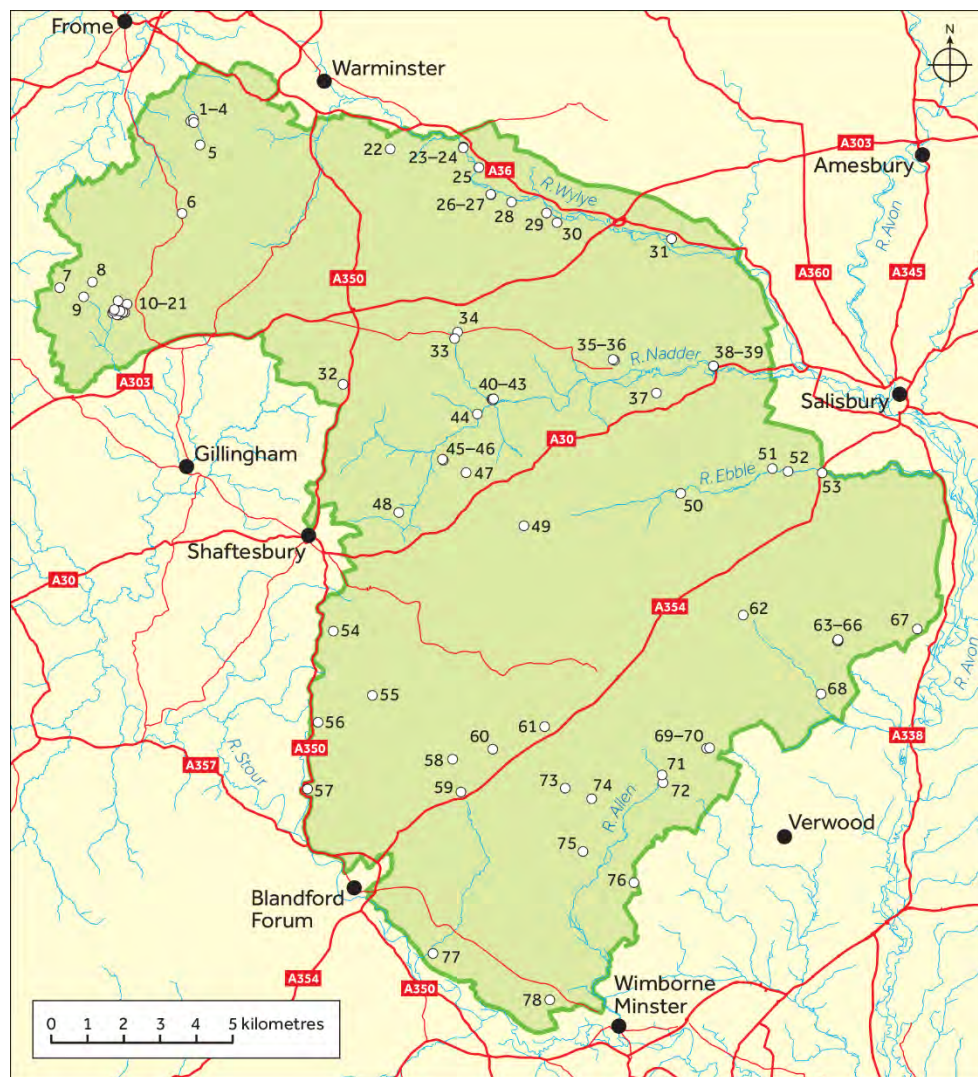 Frome
N
Warminster
1–4
A303
5
22
23–24
Amesbury
A36
25
R.Wylye
26–27
28
6
29
30
R.Avon
31
7
8
A350
A360
A345
9
10–21
34
33
35–36
R.Nadder
38–39
A303
32
37
40–43
Salisbury
44
A30
Gillingham
45–46
51
52
47
R.Ebble
53
50
48
49
Shaftesbury
A30
A354
62
54
63–66
67
R.Avon
55
68
56
61
60
69–70
A338
A350
58
71
A357
R.Stour
73
74
72
57
59
R.Allen
Verwood
75
76
Blandford
Forum
77
A354
A350
78
Wimborne
Minster
0 1 2 5 kilometres